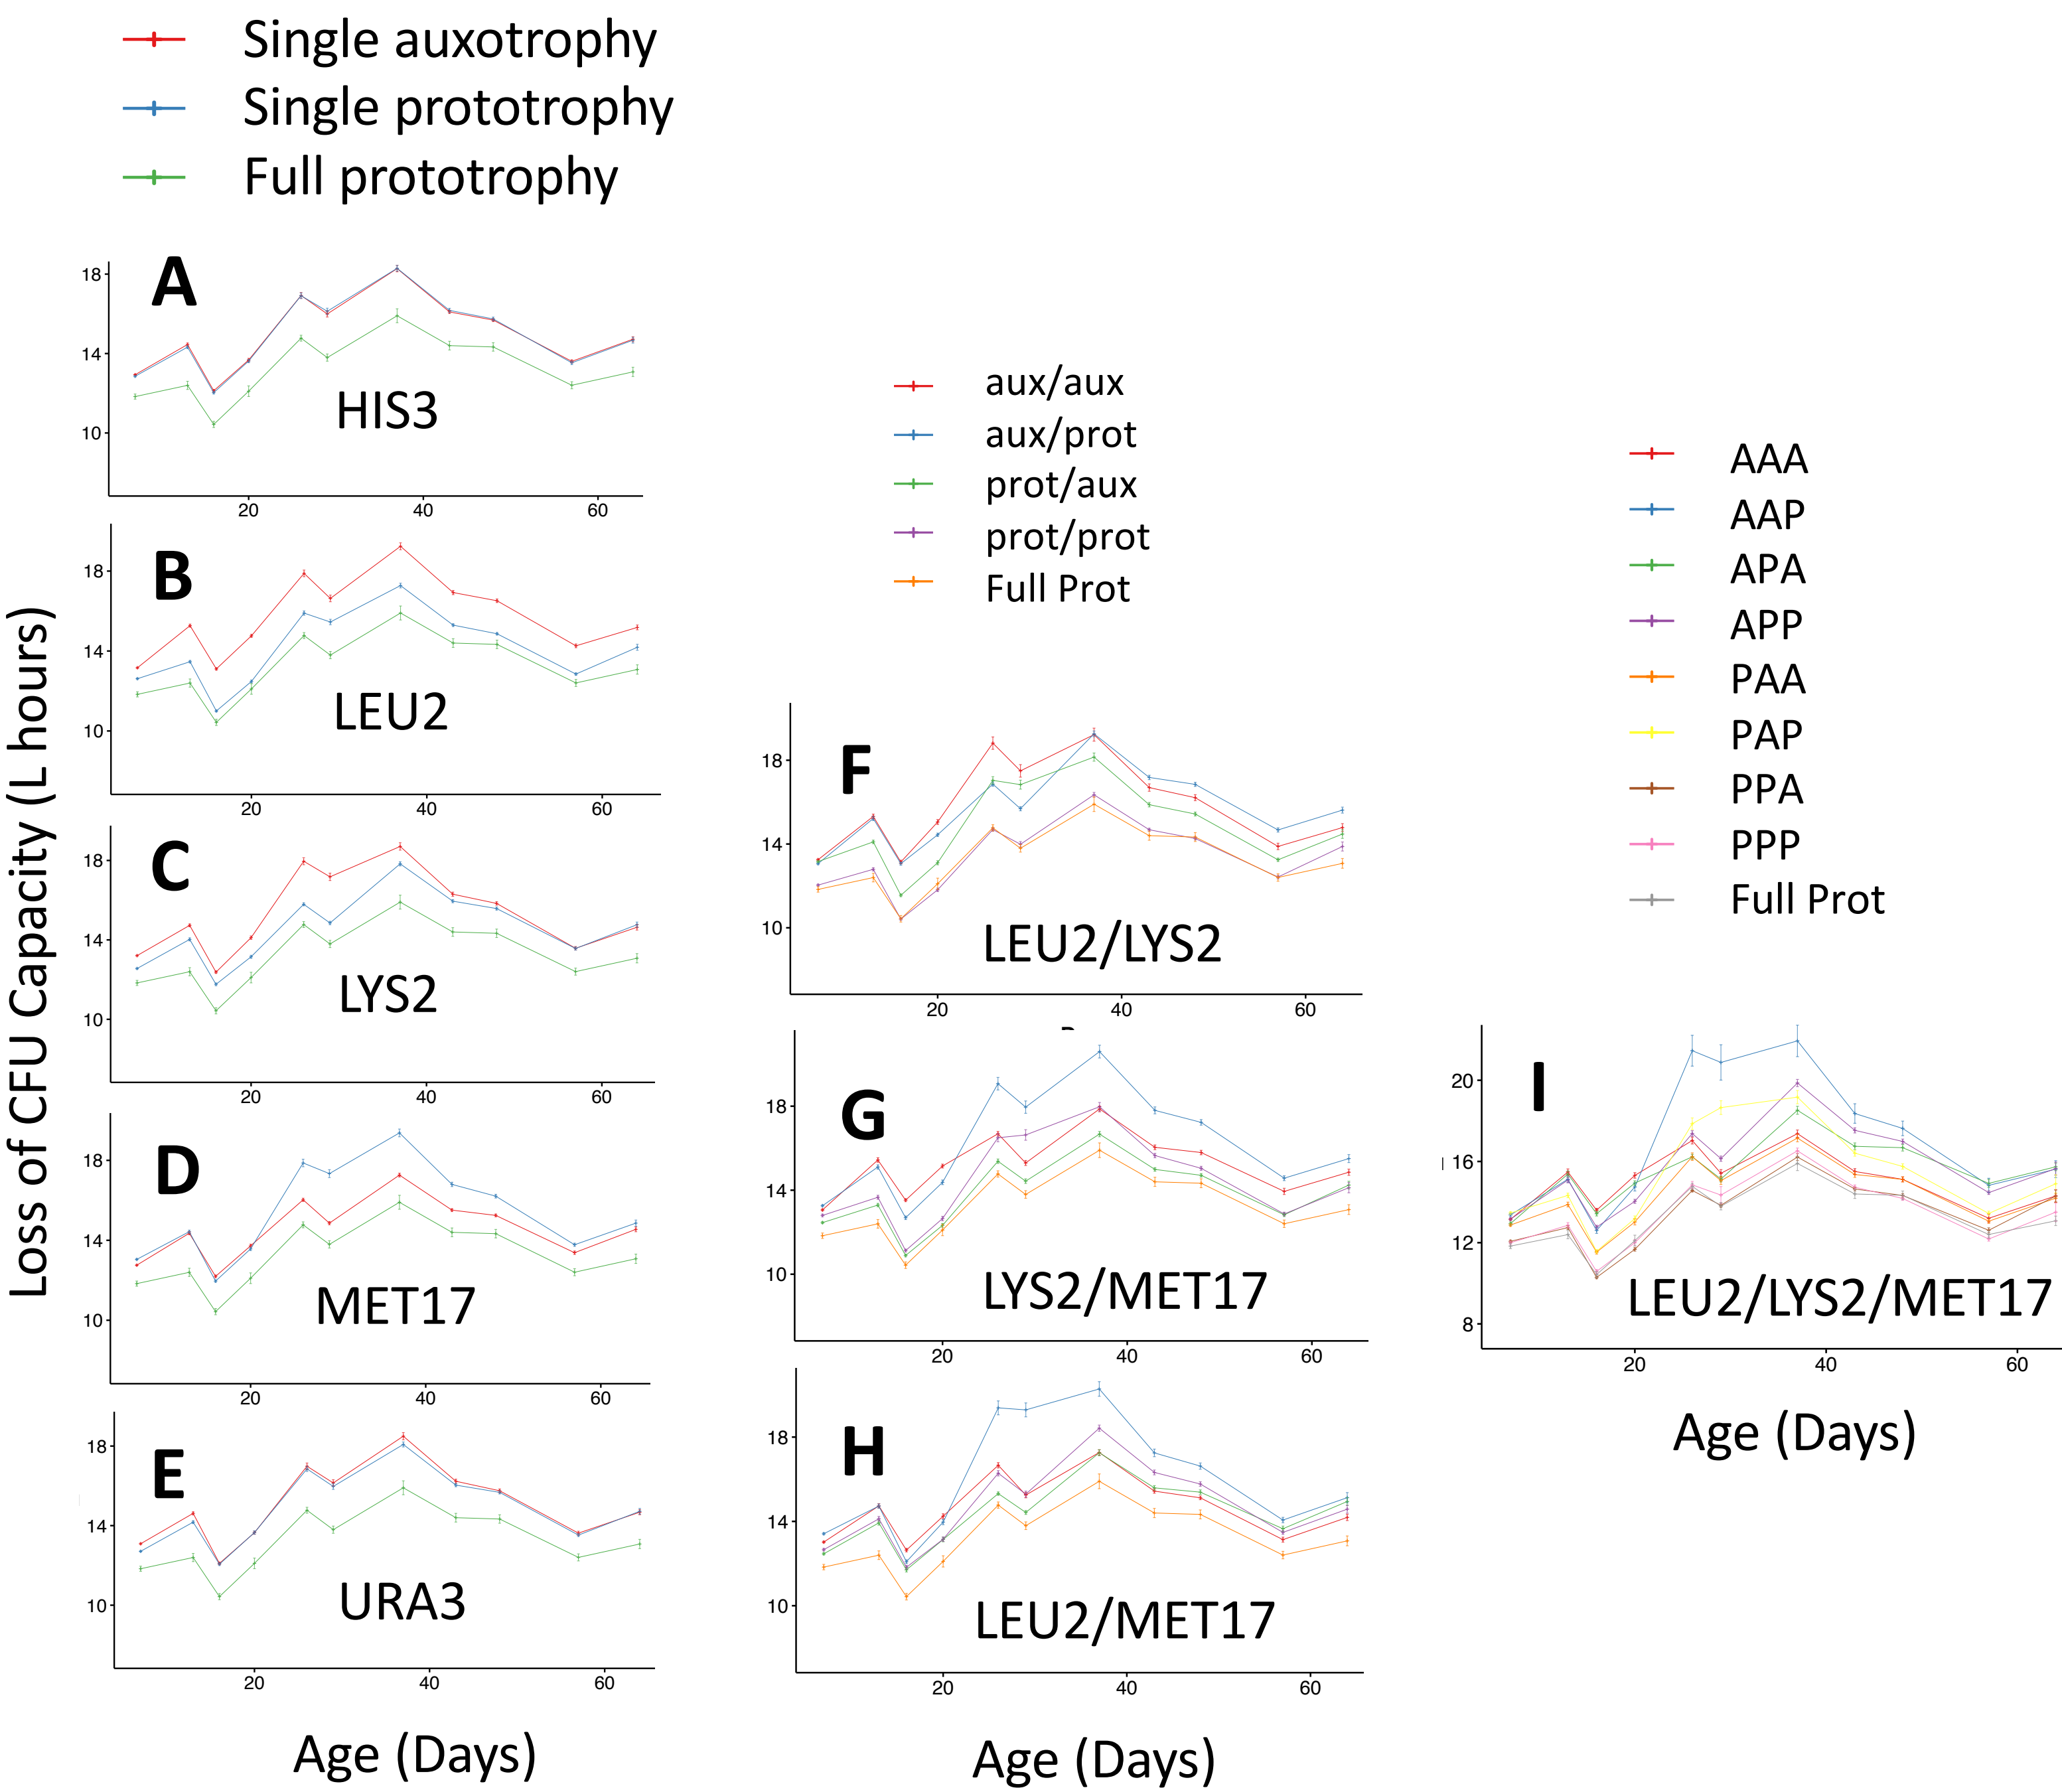 Single auxotrophy
Single prototrophy
Full prototrophy
Loss of CFU Capacity (L hours)
A
18
14
10
HIS3
20 40 60
B
18
14
10
LEU2
20 40 60
C
18
14
10
LYS2
20 40 60
D
18
14
10
MET17
20 40 60
E
18
14
10
URA3
20 40 60
Age (Days)
aux/aux
aux/prot
prot/aux
prot/prot
Full Prot
F
18
14
10
LEU2/LYS2
20 40 60
G
18
14
10
LYS2/MET17
20 40 60
H
18
14
10
LEU2/MET17
20 40 60
Age (Days)
AAA
AAP
APA
APP
PAA
PAP
PPA
PPP
Full Prot
I
20
16
12
8
LEU2/LYS2/MET17
20 40 60
Age (Days)